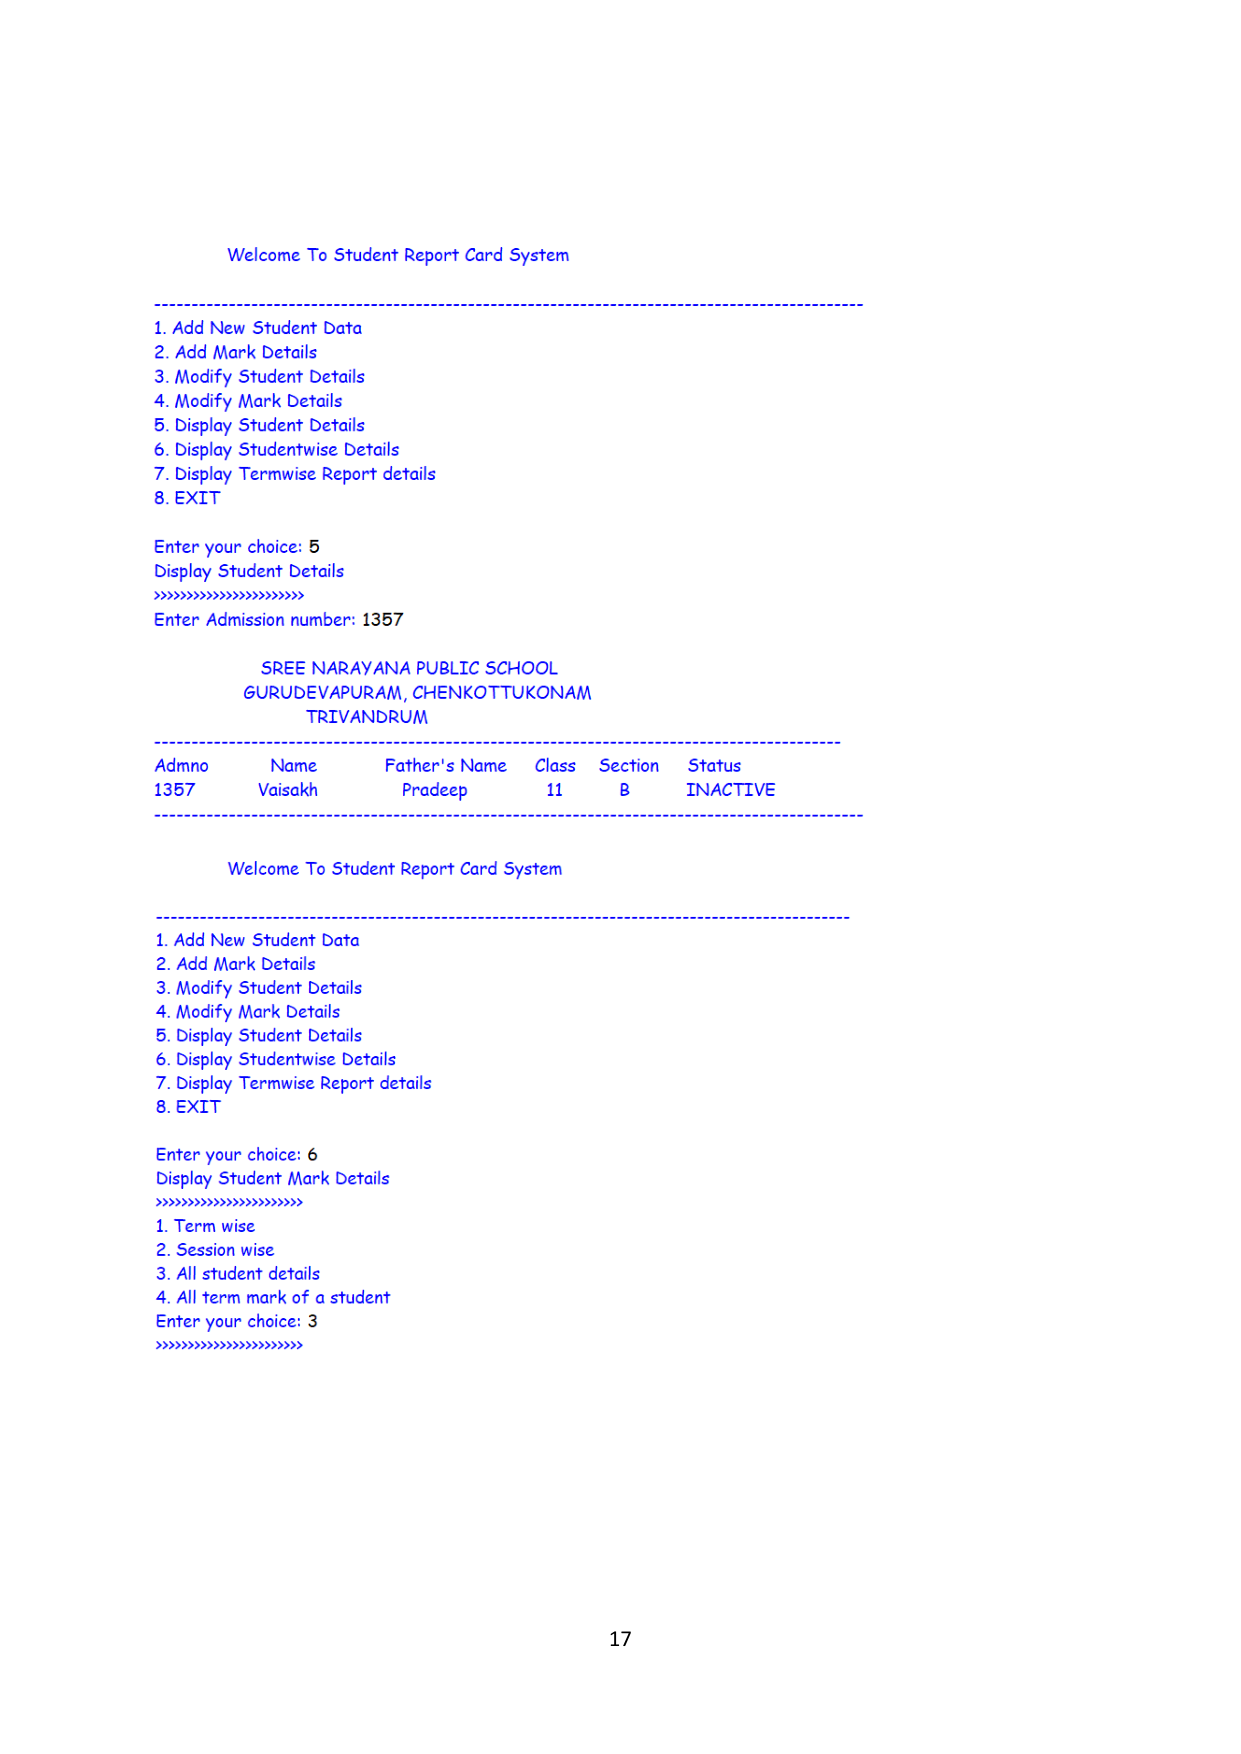 Welcome To Student Report Card System
-----------------------------------------------------------------------------------------------
1. Add New Student Data
2. Add Mark Details
3. Modify Student Details
4. Modify Mark Details
5. Display Student Details
6. Display Studentwise Details
7. Display Termwise Report details
8. EXIT
Enter your choice: 5
Display Student Details
>>>>>>>>>>>>>>>>>>>>>>>
Enter Admission number: 1357
SREE NARAYANA PUBLIC SCHOOL
GURUDEVAPURAM, CHENKOTTUKONAM
TRIVANDRUM
--------------------------------------------------------------------------------------------
Admno Name Father's Name Class Section Status
1357 Vaisakh Pradeep 11 B INACTIVE
-----------------------------------------------------------------------------------------------
Welcome To Student Report Card System
-----------------------------------------------------------------------------------------------
1. Add New Student Data
2. Add Mark Details
3. Modify Student Details
4. Modify Mark Details
5. Display Student Details
6. Display Studentwise Details
7. Display Termwise Report details
8. EXIT
Enter your choice: 6
Display Student Mark Details
>>>>>>>>>>>>>>>>>>>>>>>
1. Term wise
2. Session wise
3. All student details
4. All term mark of a student
Enter your choice: 3
>>>>>>>>>>>>>>>>>>>>>>>
17